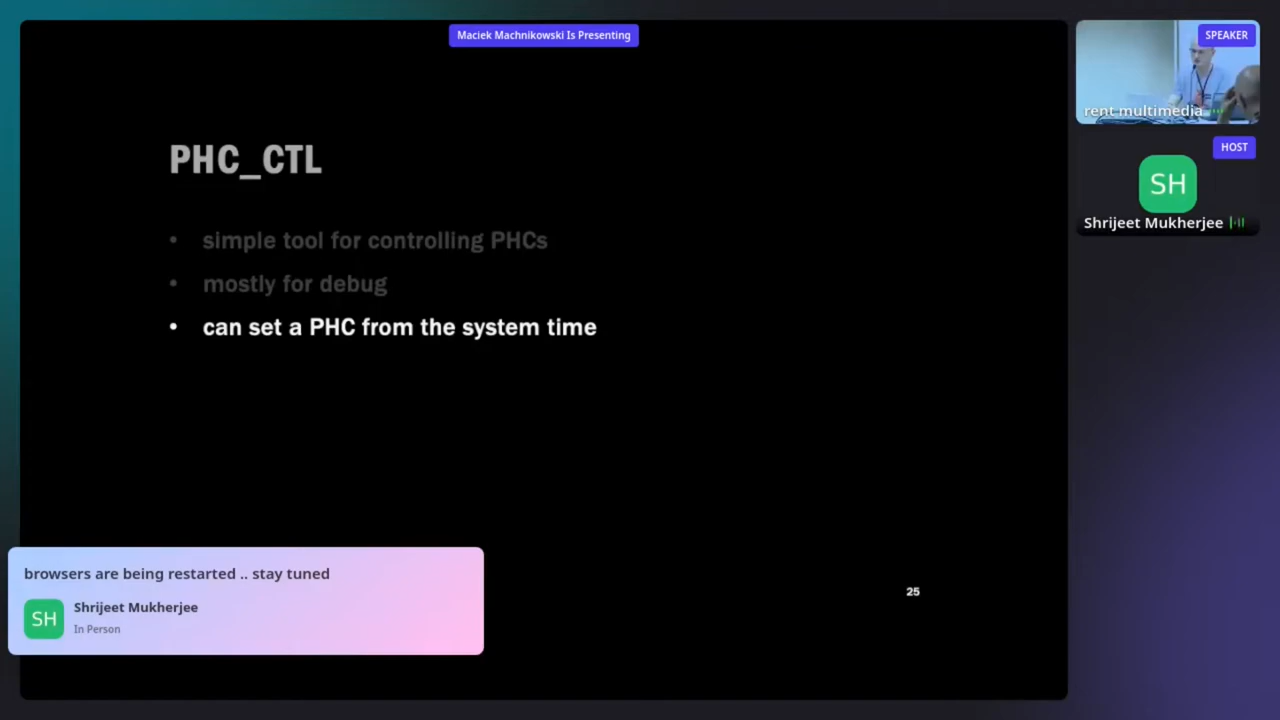 Maciek Machnikowski Is Presenting
PHC_CTL
• simple tool for controlling PHCs
• mostly for debug
• can set a PHC from the system time
25
browsers are being restarted .. stay tuned
SH
Shrijeet Mukherjee
In Person
SPEAKER
rent multimedia
HOST
SH
Shrijeet Mukherjee